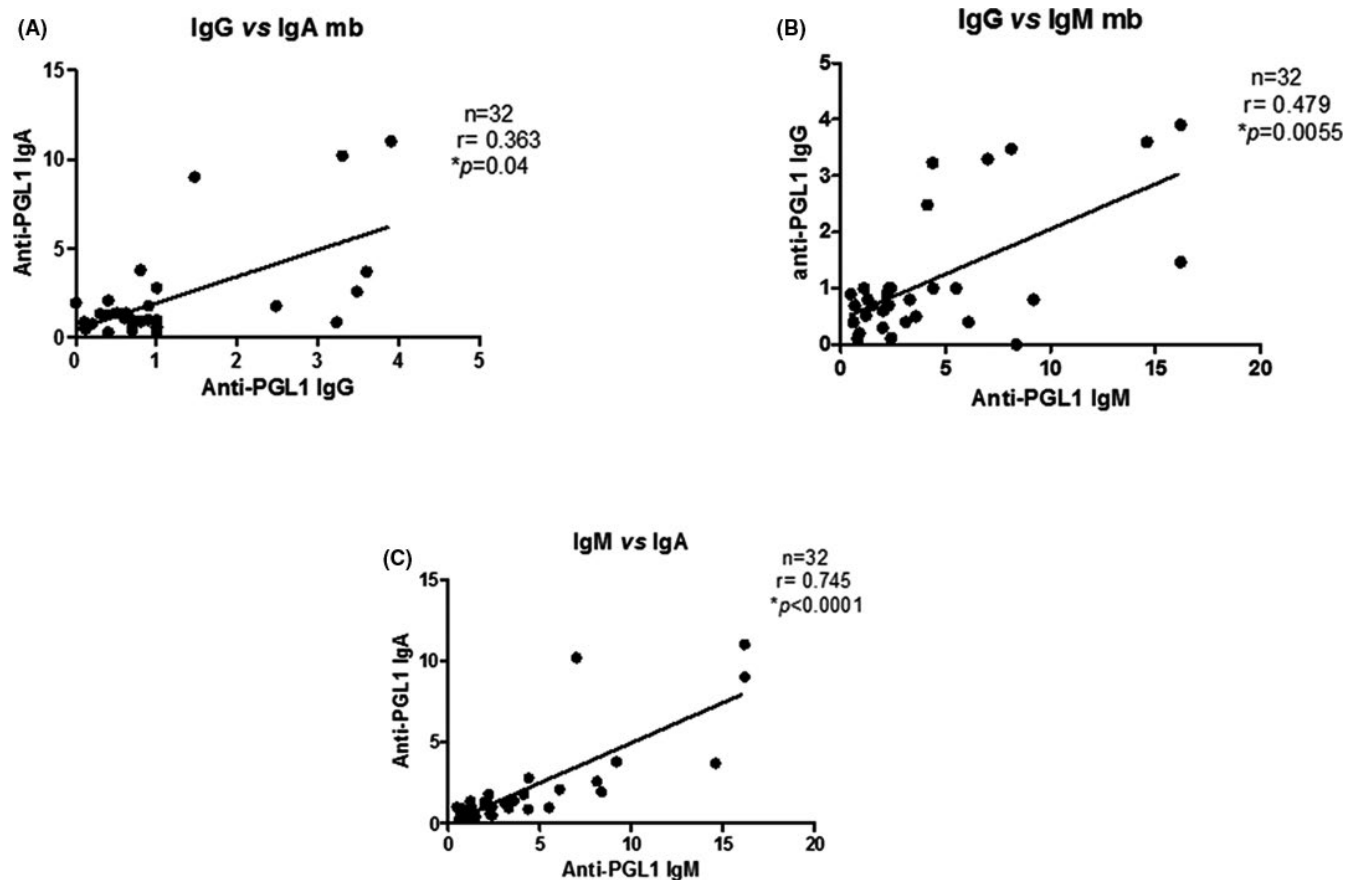 (A)
IgG vs IgA mb
n=32
r= 0.363
*p=0.04
Anti-PGL1 IgA
15
10
5
0
0 1 2 3 4 5
Anti-PGL1 IgG
(B)
IgG vs IgM mb
n=32
r= 0.479
*p=0.0055
anti-PGL1 IgG
5
4
3
2
1
0
0 5 10 15 20
Anti-PGL1 IgM
(C)
IgM vs IgA
n=32
r= 0.745
*p<0.0001
Anti-PGL1 IgA
15
10
5
0
0 5 10 15 20
Anti-PGL1 IgM